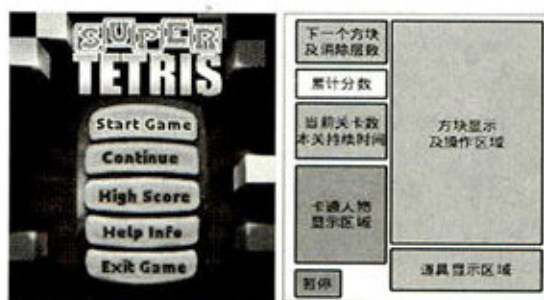 SUPER
TETRIS
Start Game
Continue
High Score
Help Info
Exit Game
下一个方块
及消除层数
累计分数
当前关卡数
本关持续时间
卡通人物
显示区域
暂停
方块显示
及操作区域
道具显示区域